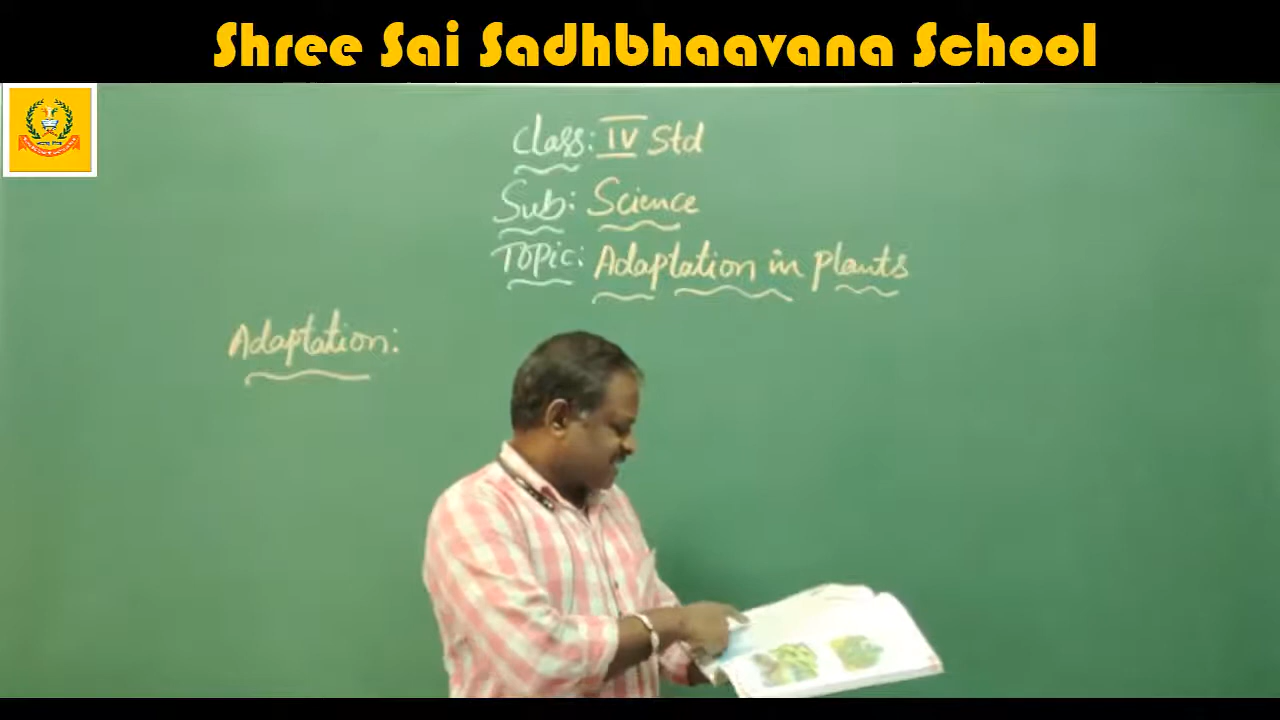 Shree Sai Sadhbhaavana School
Class: IV Std
Sub: Science
Topic: Adaptation in plants
Adaptation: